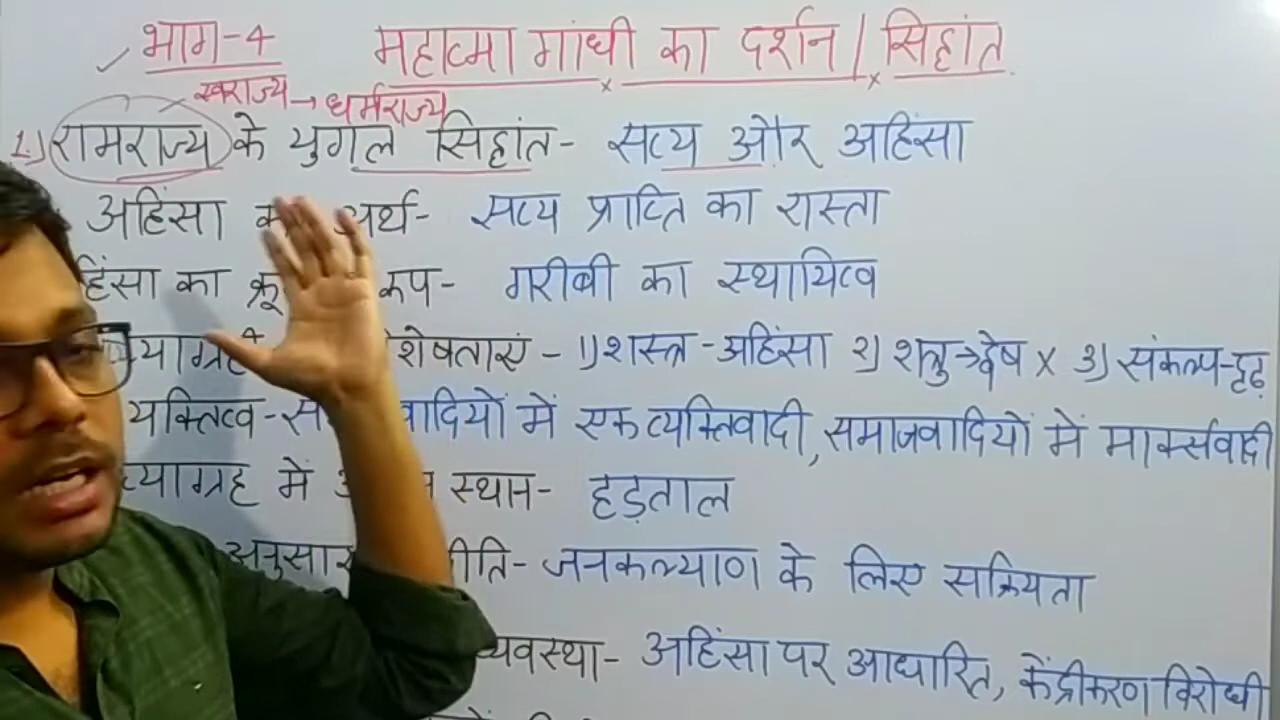 भाग-4 महात्मा गांधी का दर्शन / सिद्धांत
स्वराज्य → धर्मराज्य
1) रामराज्य के युगल सिद्धांत- सत्य और अहिंसा
अहिंसा अर्थ- सत्य प्राप्ति का रास्ता
हिंसा का रूप- गरीबी का स्थायित्व
शेषताएं - 1) शस्त्र-अहिंसा 2) शत्रु→द्वेष x 3) संकल्प-दृढ़
व्यक्तित्व-स वादियों में एक व्यक्तिवादी, समाजवादियों में मार्क्सवादी
त्याग्रह में स्थान- हड़ताल
अनुसार नीति- जनकल्याण के लिए सक्रियता
व्यवस्था- अहिंसा पर आधारित, केंद्रीकरण विरोधी